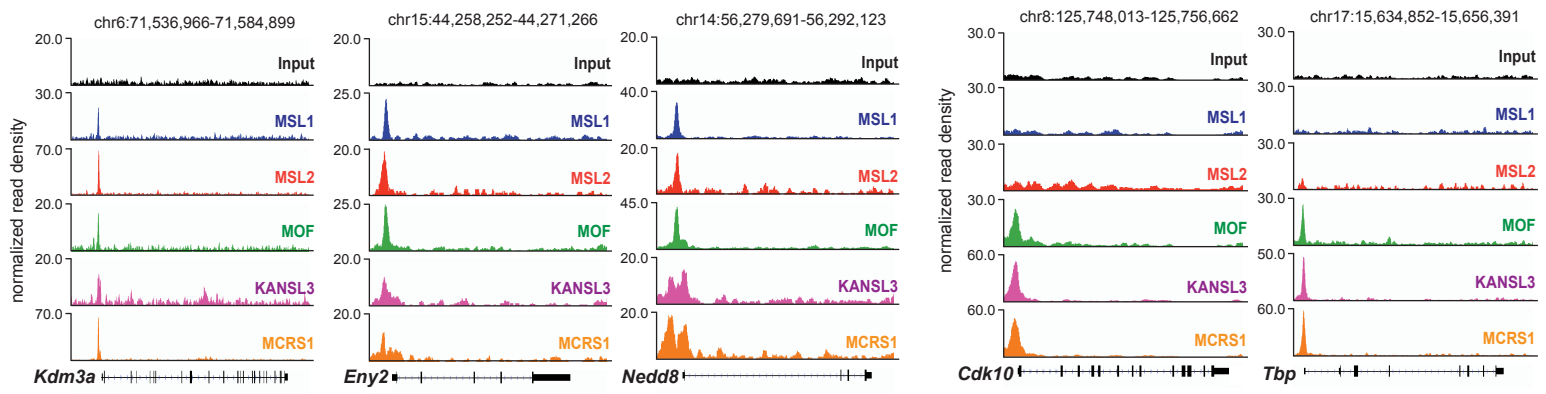 chr6:71,536,966-71,584,899
20.0
Input
30.0
MSL1
70.0
MSL2
20.0
MOF
20.0
KANSL3
70.0
MCRS1
Kdm3a
normalized read density
chr15:44,258,252-44,271,266
20.0
Input
25.0
MSL1
20.0
MSL2
25.0
MOF
20.0
KANSL3
20.0
MCRS1
Eny2
chr14:56,279,691-56,292,123
20.0
Input
40.0
MSL1
20.0
MSL2
45.0
MOF
20.0
KANSL3
20.0
MCRS1
Nedd8
chr8:125,748,013-125,756,662
30.0
Input
30.0
MSL1
30.0
MSL2
30.0
MOF
60.0
KANSL3
60.0
MCRS1
Cdk10
normalized read density
chr17:15,634,852-15,656,391
30.0
Input
30.0
MSL1
30.0
MSL2
30.0
MOF
50.0
KANSL3
60.0
MCRS1
Tbp